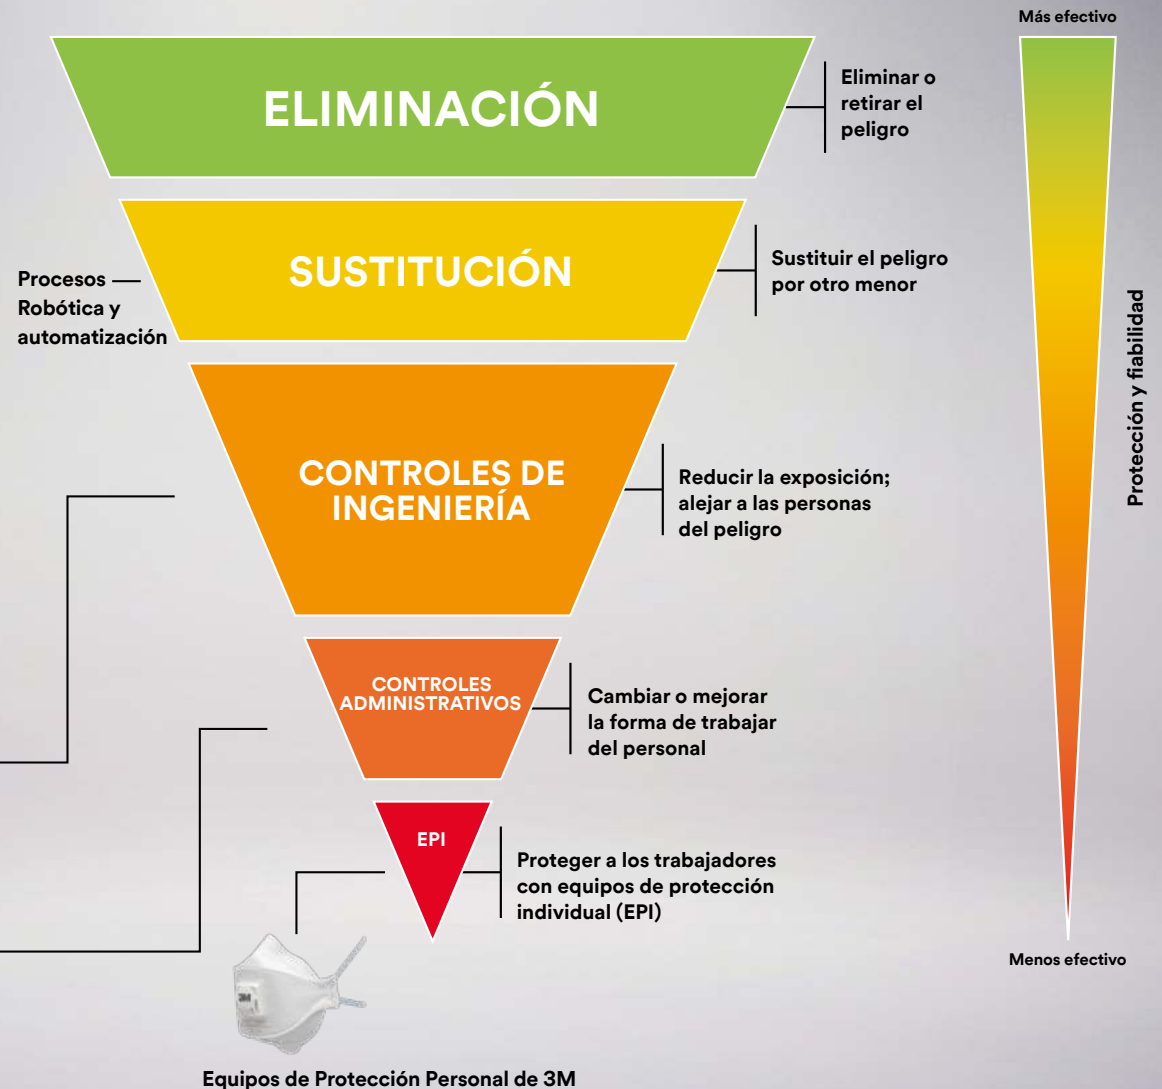 Más efectivo
ELIMINACIÓN
Eliminar o
retirar el
peligro
SUSTITUCIÓN
Sustituir el peligro
por otro menor
Procesos
Robótica y
automatización
CONTROLES DE
INGENIERÍA
Reducir la exposición;
alejar a las personas
del peligro
Protección y fiabilidad
CONTROLES
ADMINISTRATIVOS
Cambiar o mejorar
la forma de trabajar
del personal
EPI
Proteger a los trabajadores
con equipos de protección
individual (EPI)
Menos efectivo
3M
Equipos de Protección Personal de 3M